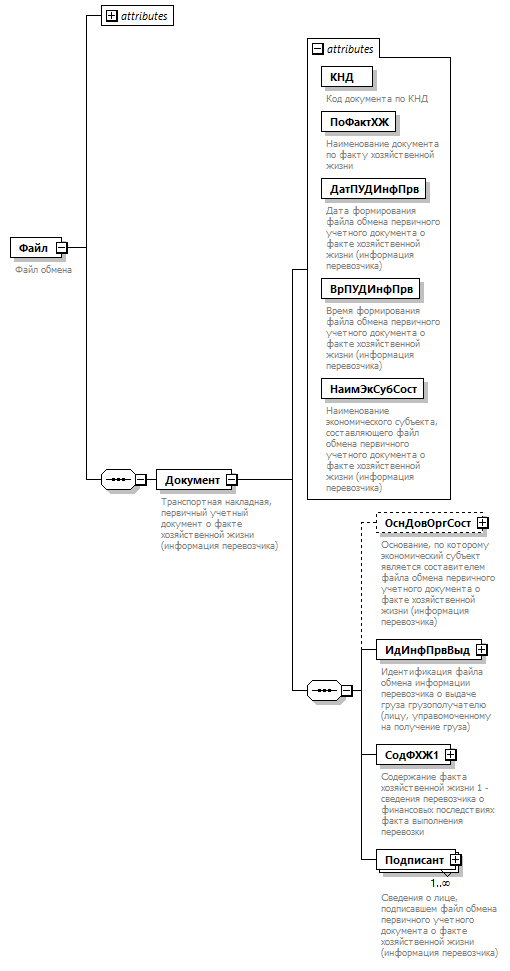 attributes
attributes
КНД
Код документа по КНД
ПоФактХЖ
Наименование документа
по факту хозяйственной
жизни
ДатПУДИнфПрв
Дата формирования
файла обмена первичного
учетного документа о
факте хозяйственной
жизни (информация
перевозчика)
Файл
Файл обмена
ВрПУДИнфПрв
Время формирования
файла обмена первичного
учетного документа о
факте хозяйственной
жизни (информация
перевозчика)
НаимЭкСубСост
Наименование
экономического субъекта,
составляющего файл
обмена первичного
учетного документа о
факте хозяйственной
жизни (информация
перевозчика)
Документ
Транспортная накладная,
первичный учетный
документ о факте
хозяйственной жизни
(информация перевозчика)
ОснДовОргСост
Основание, по которому
экономический субъект
является составителем
файла обмена первичного
учетного документа о
факте хозяйственной
жизни (информация
перевозчика)
ИдИнфПрвВыд
Идентификация файла
обмена информации
перевозчика о выдаче
груза грузополучателю
(лицу, управомоченному
на получение груза)
СодФХЖ1
Содержание факта
хозяйственной жизни 1 -
сведения перевозчика о
финансовых последствиях
факта выполнения
перевозки
Подписант
1..∞
Сведения о лице,
подписавшем файл обмена
первичного учетного
документа о факте
хозяйственной жизни
(информация перевозчика)